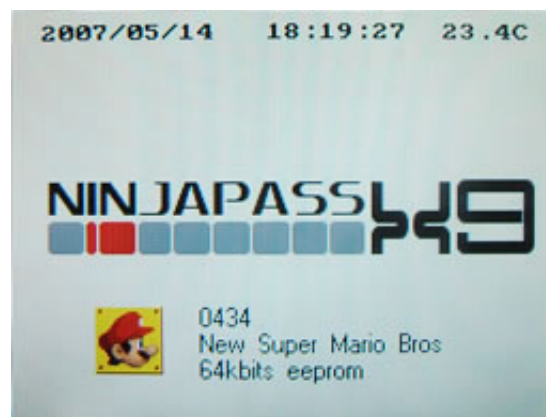 2007/05/14 18:19:27 23.4C
NINJAPASS X9
0434
New Super Mario Bros
64kbits eeprom